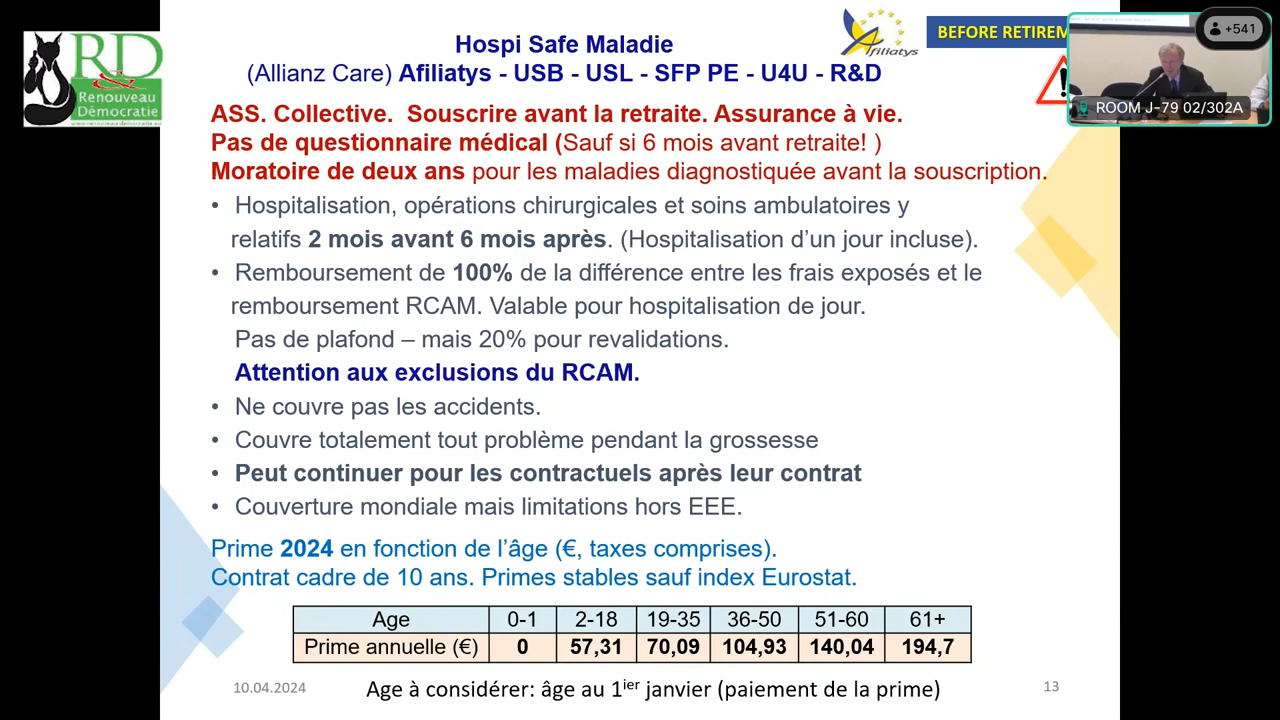 RD
&
Renouveau
Démocratie
Afiliatys
BEFORE RETIREM
+541
ROOM J-79 02/302A
Hospi Safe Maladie
(Allianz Care) Afiliatys - USB - USL - SFP PE - U4U - R&D
ASS. Collective. Souscrire avant la retraite. Assurance à vie.
Pas de questionnaire médical (Sauf si 6 mois avant retraite! )
Moratoire de deux ans pour les maladies diagnostiquée avant la souscription.
• Hospitalisation, opérations chirurgicales et soins ambulatoires y
relatifs 2 mois avant 6 mois après. (Hospitalisation d’un jour incluse).
• Remboursement de 100% de la différence entre les frais exposés et le
remboursement RCAM. Valable pour hospitalisation de jour.
Pas de plafond – mais 20% pour revalidations.
Attention aux exclusions du RCAM.
• Ne couvre pas les accidents.
• Couvre totalement tout problème pendant la grossesse
• Peut continuer pour les contractuels après leur contrat
• Couverture mondiale mais limitations hors EEE.
Prime 2024 en fonction de l’âge (€, taxes comprises).
Contrat cadre de 10 ans. Primes stables sauf index Eurostat.
Age 0-1 2-18 19-35 36-50 51-60 61+
Prime annuelle (€) 0 57,31 70,09 104,93 140,04 194,7
10.04.2024
Age à considérer: âge au 1ier janvier (paiement de la prime)
13